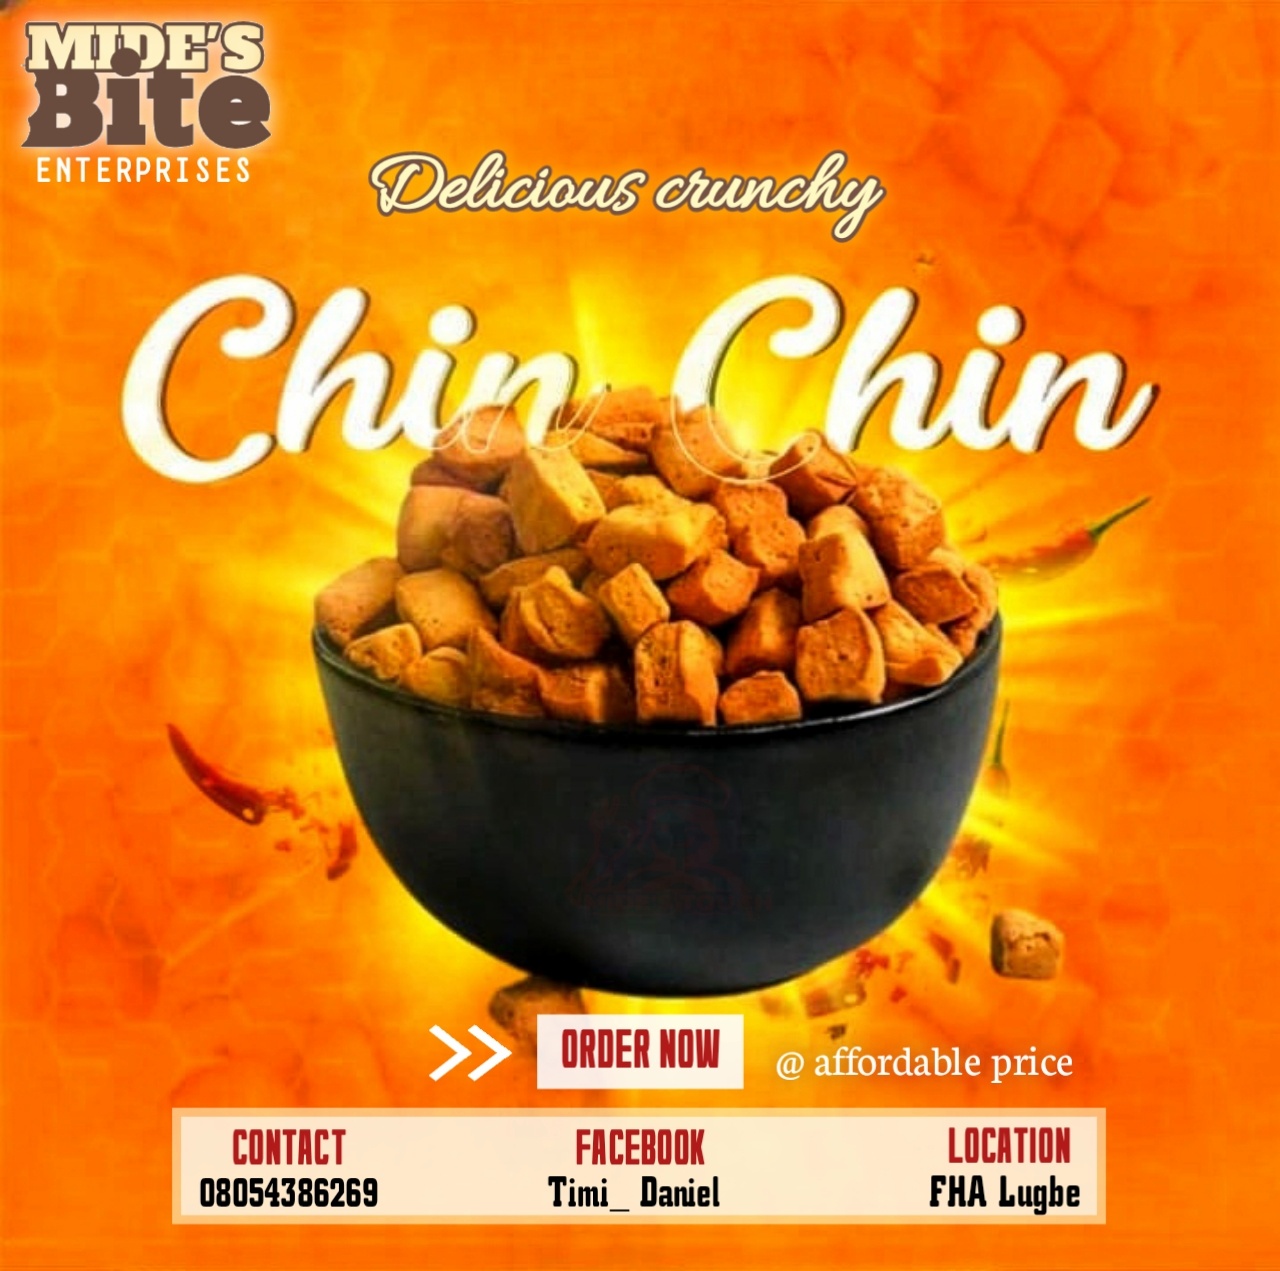 MIDE'S
Bite
ENTERPRISES
Delicious crunchy
Chin Chin
ORDER NOW
@ affordable price
CONTACT
08054386269
FACEBOOK
Timi_ Daniel
LOCATION
FHA Lugbe